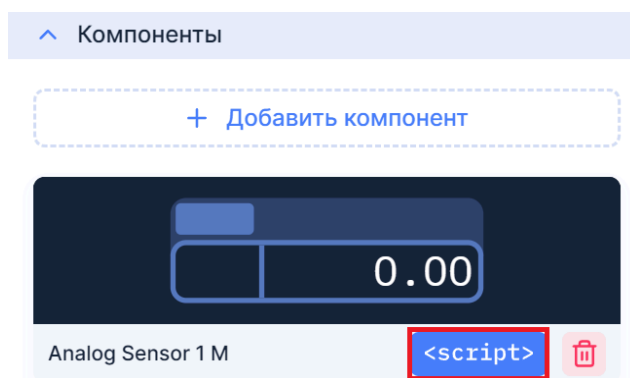 Компоненты
+ Добавить компонент
0.00
Analog Sensor 1 M
<script>